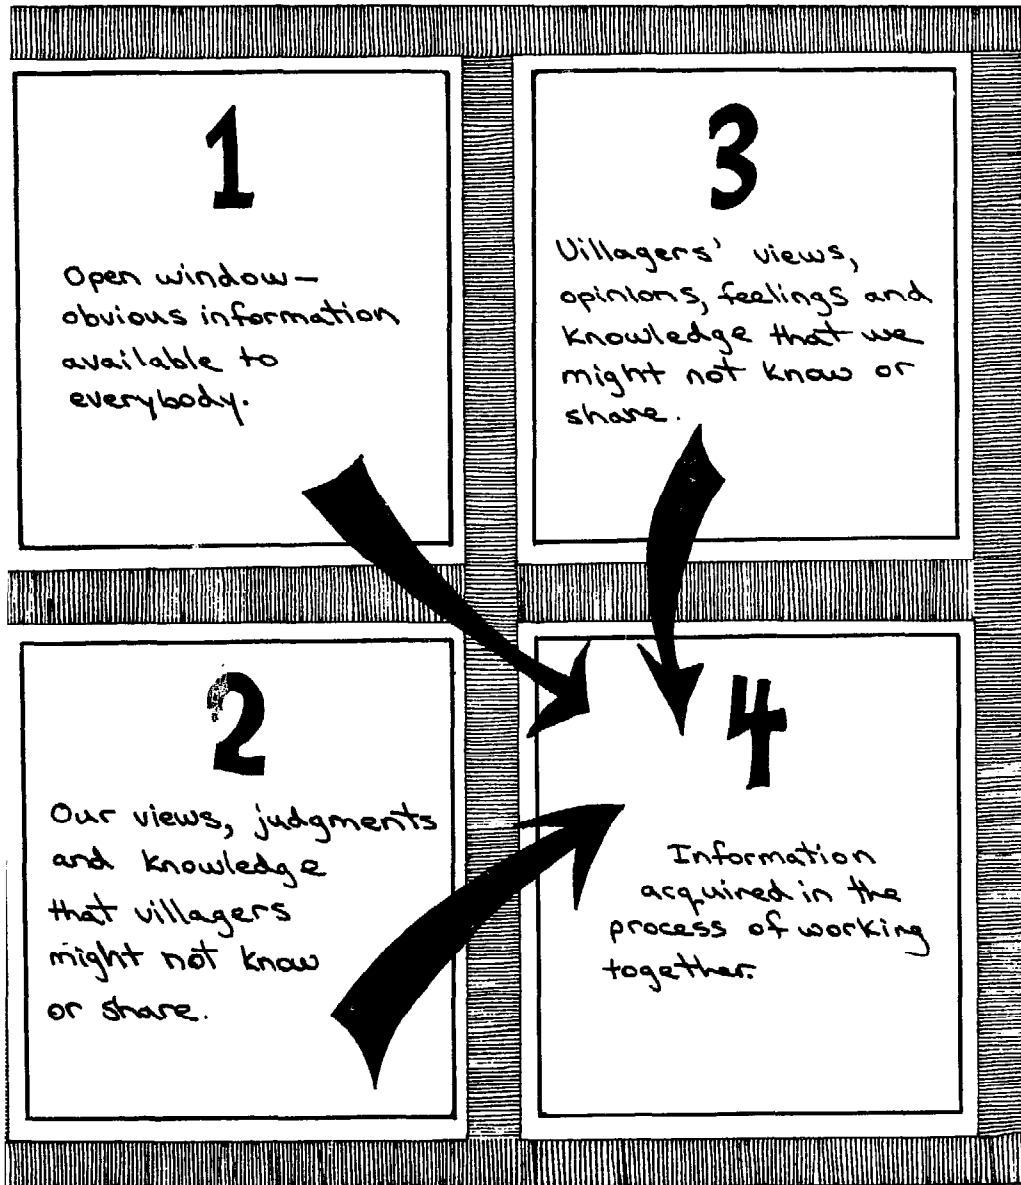 1
Open window—
obvious information
available to
everybody.
2
Our views, judgments
and knowledge
that villagers
might not know
or share.
3
Villagers' views,
opinions, feelings and
knowledge that we
might not know or
share.
4
Information
acquired in the
process of working
together.